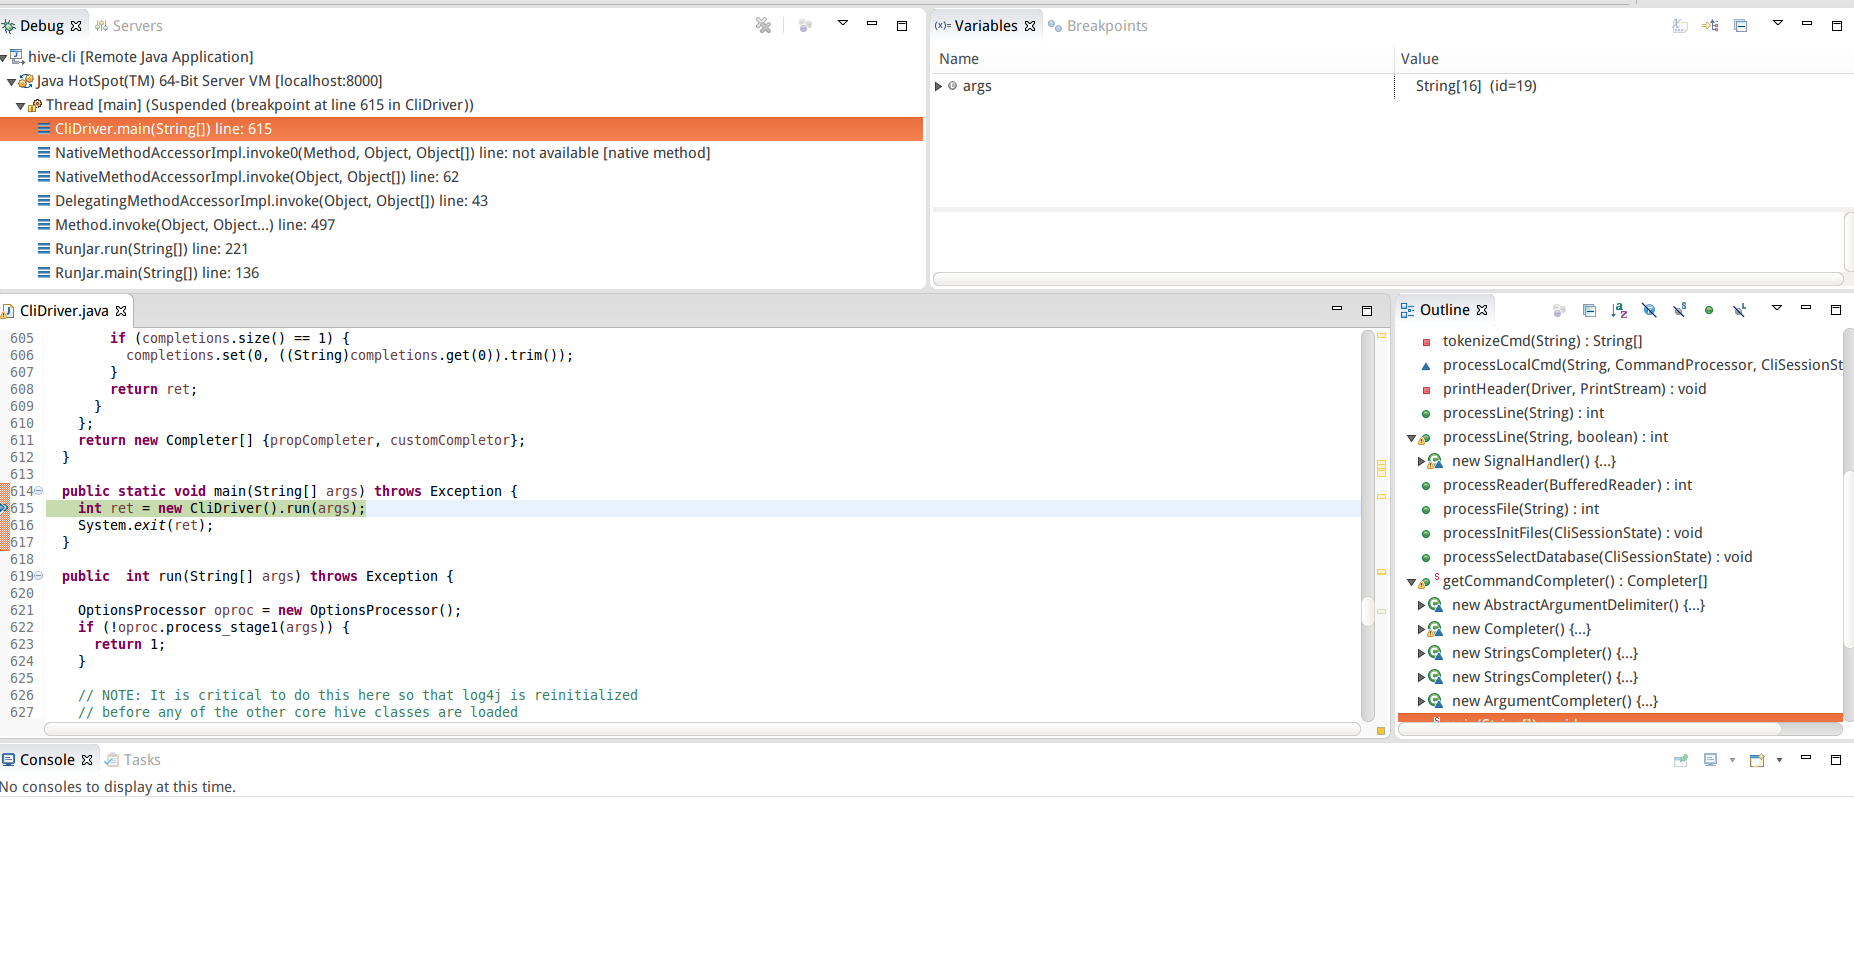 Debug Servers
hive-cli [Remote Java Application]
Java HotSpot(TM) 64-Bit Server VM [localhost:8000]
Thread [main] (Suspended (breakpoint at line 615 in CliDriver))
CliDriver.main(String[]) line: 615
NativeMethodAccessorImpl.invoke0(Method, Object, Object[]) line: not available [native method]
NativeMethodAccessorImpl.invoke(Object, Object[]) line: 62
DelegatingMethodAccessorImpl.invoke(Object, Object[]) line: 43
Method.invoke(Object, Object...) line: 497
RunJar.run(String[]) line: 221
RunJar.main(String[]) line: 136
(x)= Variables Breakpoints
Name Value
args String[16] (id=19)
CliDriver.java
605 if (completions.size() == 1) {
606 completions.set(0, ((String)completions.get(0)).trim());
607 }
608 return ret;
609 }
610 };
611 return new Completer[] {propCompleter, customCompletor};
612 }
613
614 public static void main(String[] args) throws Exception {
615 int ret = new CliDriver().run(args);
616 System.exit(ret);
617 }
618
619 public  int run(String[] args) throws Exception {
620
621 OptionsProcessor oproc = new OptionsProcessor();
622 if (!oproc.process_stage1(args)) {
623 return 1;
624 }
625
626 // NOTE: It is critical to do this here so that log4j is reinitialized
627 // before any of the other core hive classes are loaded
Outline
tokenizeCmd(String) : String[]
processLocalCmd(String, CommandProcessor, CliSessionSt
printHeader(Driver, PrintStream) : void
processLine(String) : int
processLine(String, boolean) : int
new SignalHandler() {...}
processReader(BufferedReader) : int
processFile(String) : int
processInitFiles(CliSessionState) : void
processSelectDatabase(CliSessionState) : void
getCommandCompleter() : Completer[]
new AbstractArgumentDelimiter() {...}
new Completer() {...}
new StringsCompleter() {...}
new StringsCompleter() {...}
new ArgumentCompleter() {...}
Console Tasks
No consoles to display at this time.